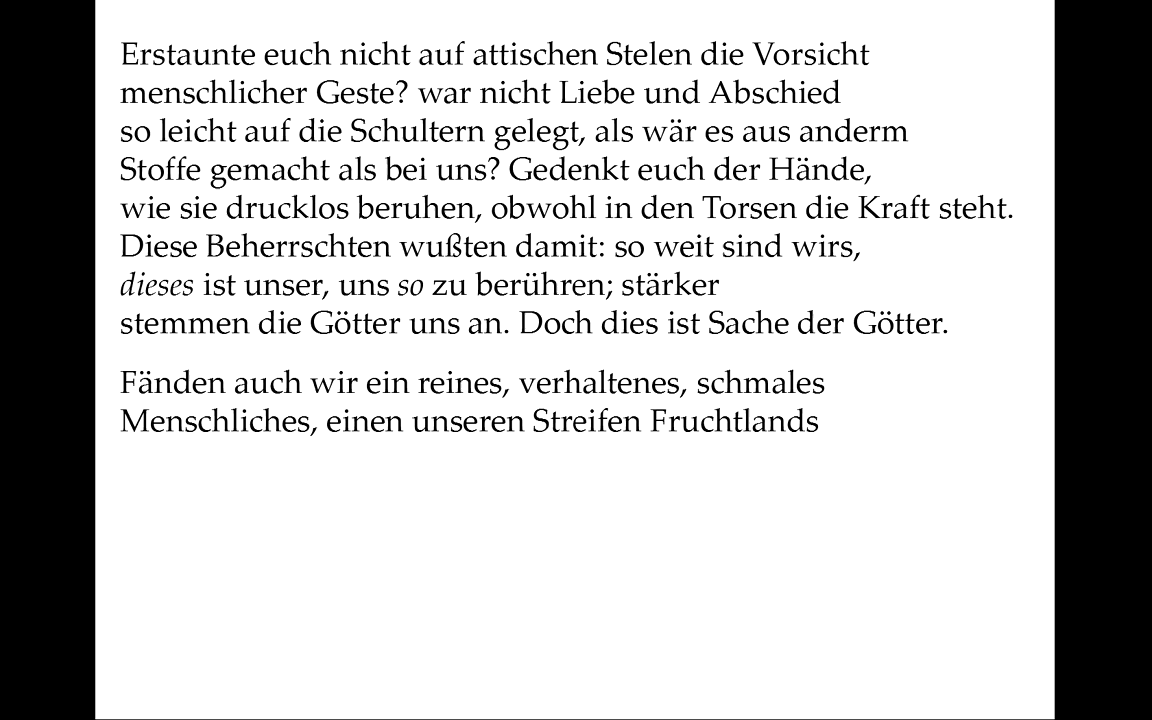 Erstaunte euch nicht auf attischen Stelen die Vorsicht
menschlicher Geste? war nicht Liebe und Abschied
so leicht auf die Schultern gelegt, als wär es aus anderm
Stoffe gemacht als bei uns? Gedenkt euch der Hände,
wie sie drucklos beruhen, obwohl in den Torsen die Kraft steht.
Diese Beherrschten wußten damit: so weit sind wirs,
dieses ist unser, uns so zu berühren; stärker
stemmen die Götter uns an. Doch dies ist Sache der Götter.
Fänden auch wir ein reines, verhaltenes, schmales
Menschliches, einen unseren Streifen Fruchtlands